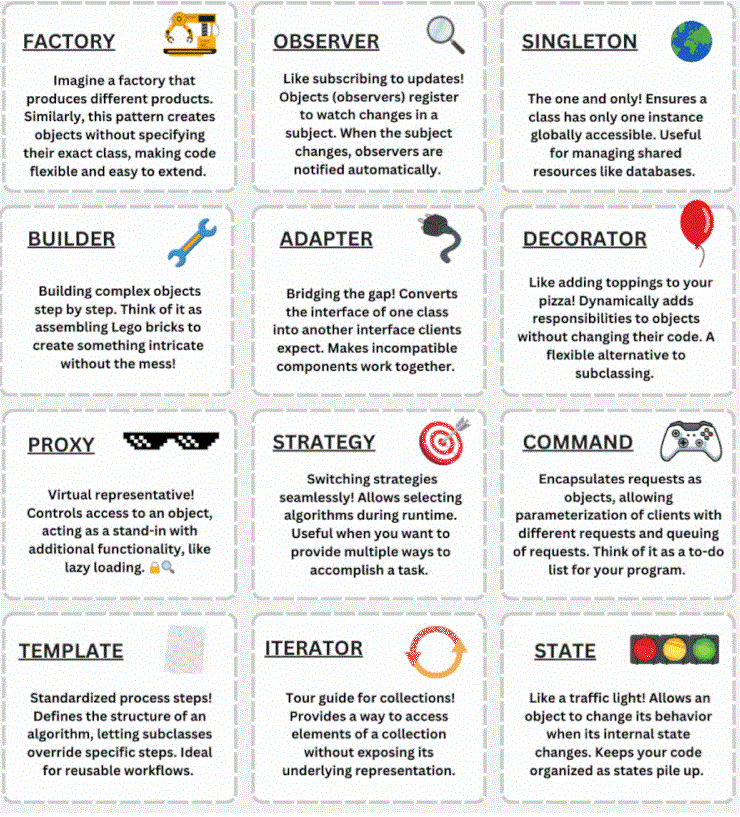 FACTORY
Imagine a factory that
produces different products.
Similarly, this pattern creates
objects without specifying
their exact class, making code
flexible and easy to extend.
OBSERVER
Like subscribing to updates!
Objects (observers) register
to watch changes in a
subject. When the subject
changes, observers are
notified automatically.
SINGLETON
The one and only! Ensures a
class has only one instance
globally accessible. Useful
for managing shared
resources like databases.
BUILDER
Building complex objects
step by step. Think of it as
assembling Lego bricks to
create something intricate
without the mess!
ADAPTER
Bridging the gap! Converts
the interface of one class
into another interface clients
expect. Makes incompatible
components work together.
DECORATOR
Like adding toppings to your
pizza! Dynamically adds
responsibilities to objects
without changing their code. A
flexible alternative to
subclassing.
PROXY
Virtual representative!
Controls access to an object,
acting as a stand-in with
additional functionality, like
lazy loading. 🔒🔍
STRATEGY
Switching strategies
seamlessly! Allows selecting
algorithms during runtime.
Useful when you want to
provide multiple ways to
accomplish a task.
COMMAND
Encapsulates requests as
objects, allowing
parameterization of clients with
different requests and queuing
of requests. Think of it as a to-do
list for your program.
TEMPLATE
Standardized process steps!
Defines the structure of an
algorithm, letting subclasses
override specific steps. Ideal
for reusable workflows.
ITERATOR
Tour guide for collections!
Provides a way to access
elements of a collection
without exposing its
underlying representation.
STATE
Like a traffic light! Allows an
object to change its behavior
when its internal state
changes. Keeps your code
organized as states pile up.